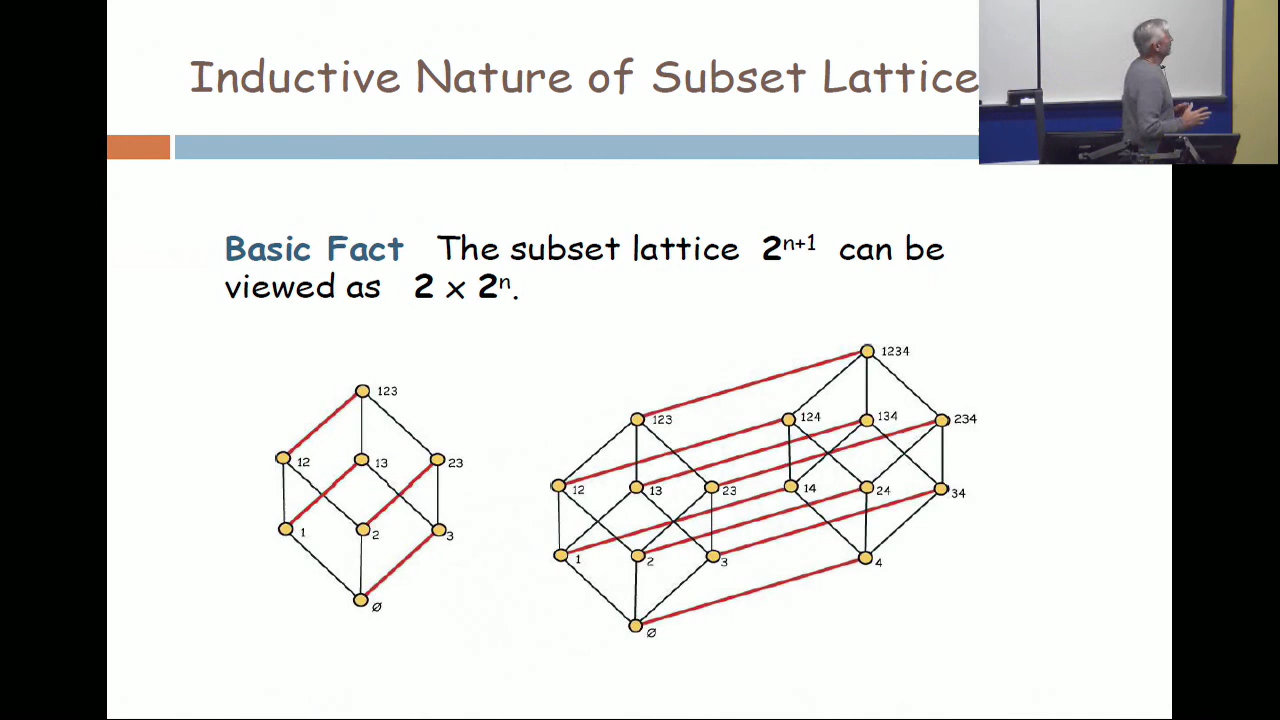 Inductive Nature of Subset Lattice
Basic Fact The subset lattice 2ⁿ⁺¹ can be
viewed as 2 x 2ⁿ.
123
12 13 23
1 2 3
∅
1234
123 124 134 234
12 13 23 14 24 34
1 2 3 4
∅